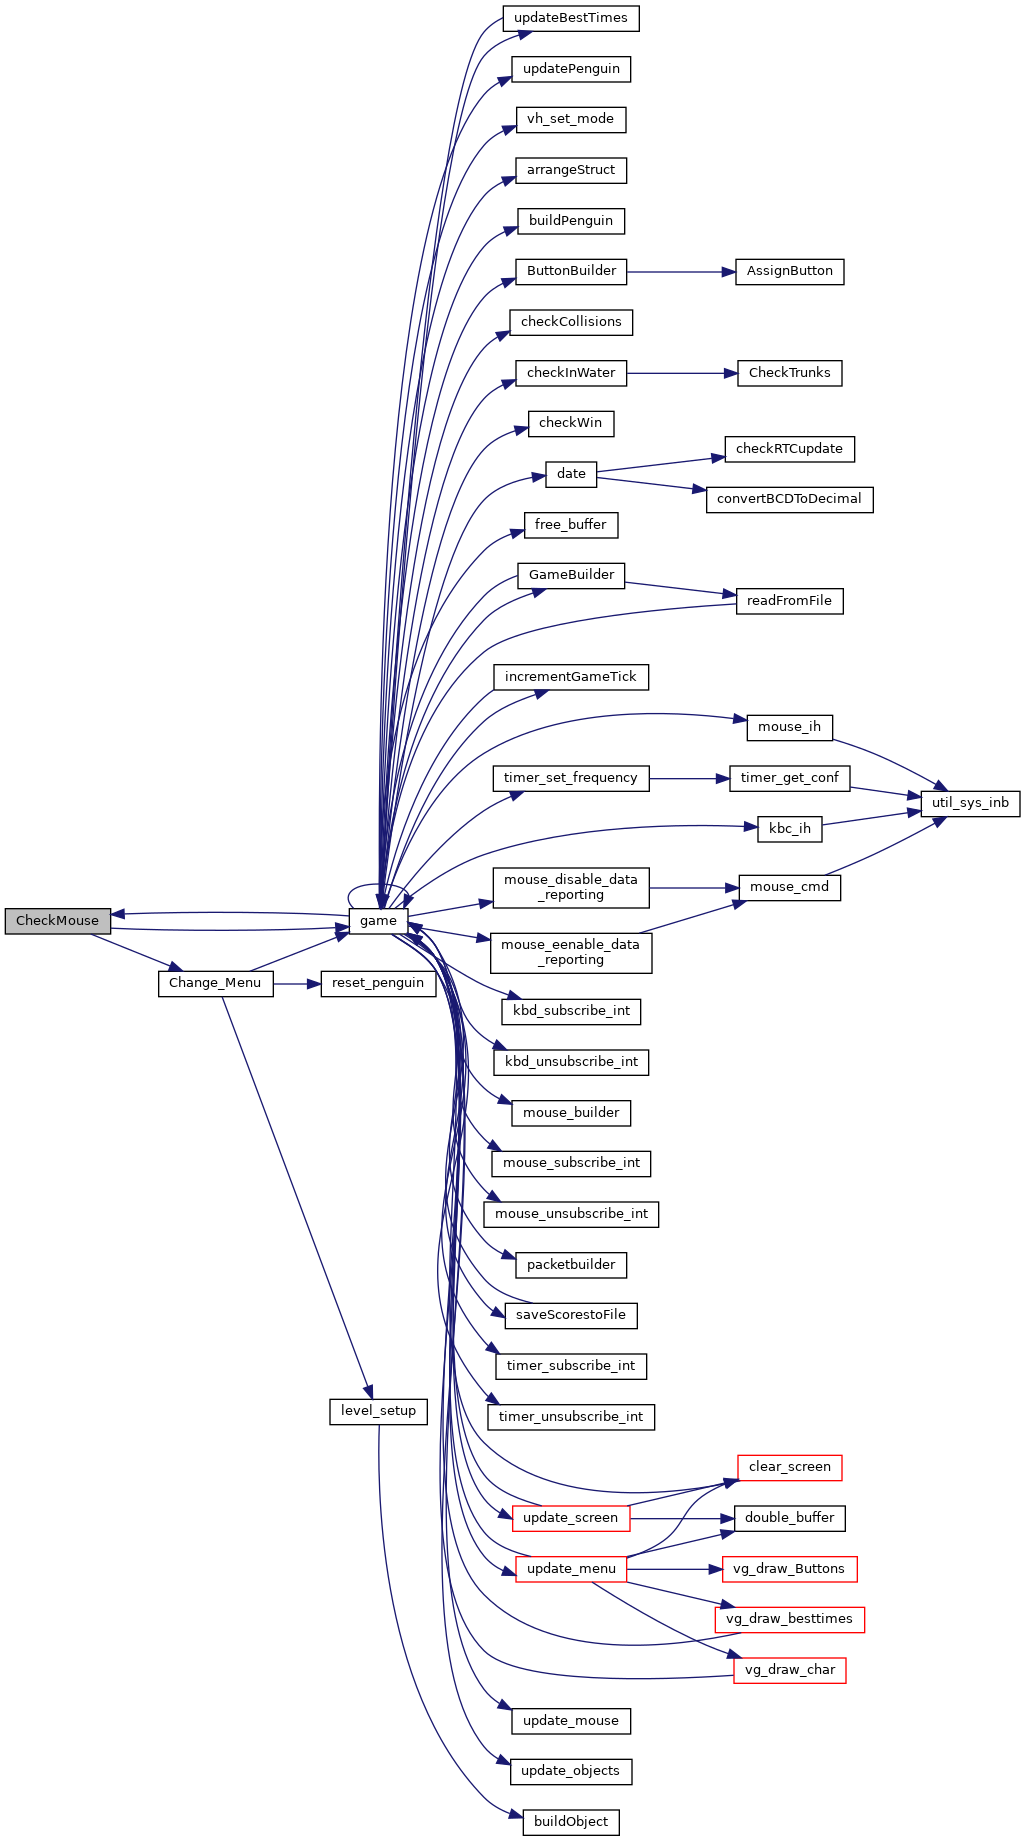 updateBestTimes
updatePenguin
vh_set_mode
arrangeStruct
buildPenguin
ButtonBuilder
AssignButton
checkCollisions
checkInWater
CheckTrunks
checkWin
checkRTCupdate
date
convertBCDToDecimal
free_buffer
GameBuilder
readFromFile
incrementGameTick
mouse_ih
timer_set_frequency
timer_get_conf
util_sys_inb
kbc_ih
mouse_disable_data
_reporting
mouse_cmd
CheckMouse
game
mouse_eenable_data
_reporting
Change_Menu
reset_penguin
kbd_subscribe_int
kbd_unsubscribe_int
mouse_builder
mouse_subscribe_int
mouse_unsubscribe_int
packetbuilder
saveScorestoFile
timer_subscribe_int
level_setup
timer_unsubscribe_int
clear_screen
update_screen
double_buffer
update_menu
vg_draw_Buttons
vg_draw_besttimes
vg_draw_char
update_mouse
update_objects
buildObject